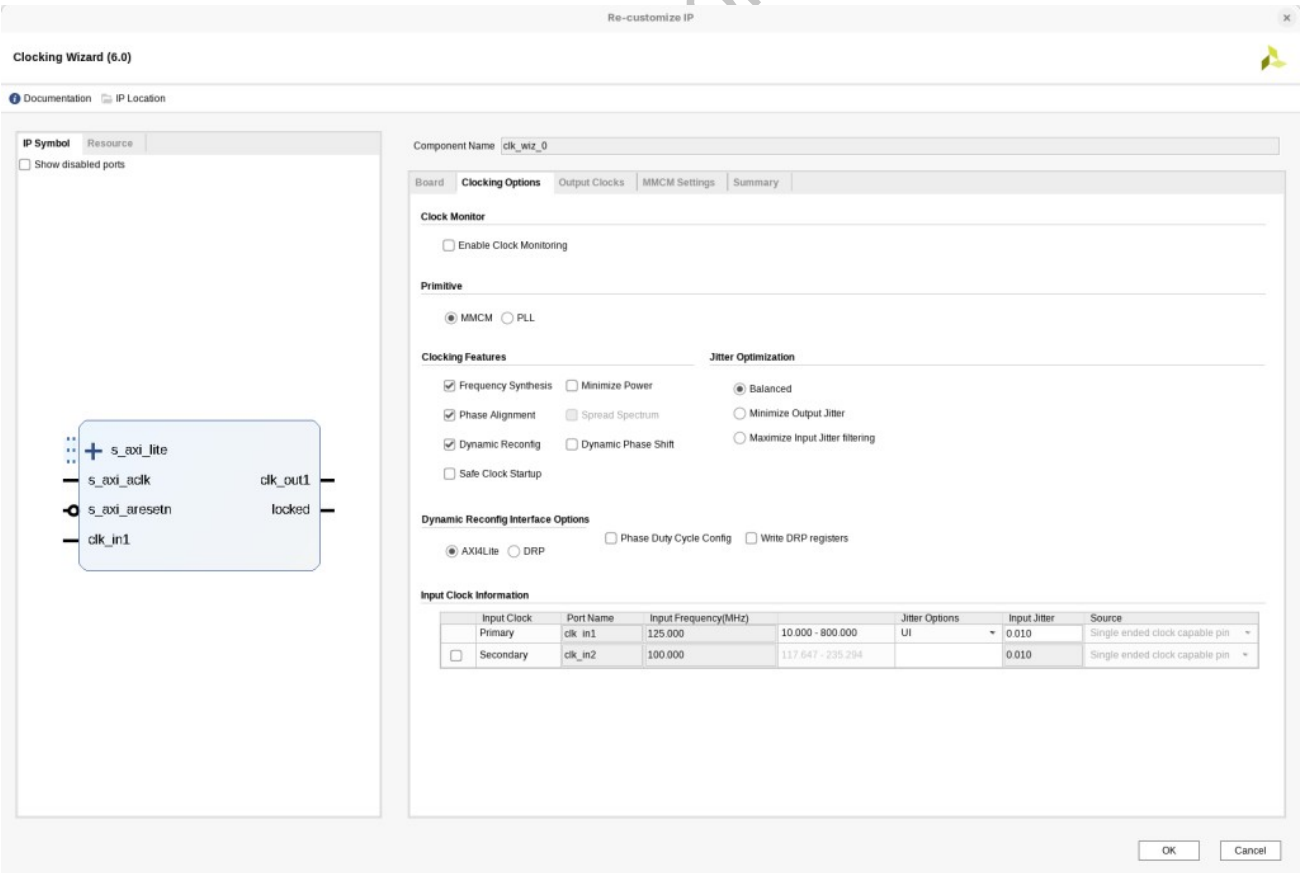 Re-customize IP
Clocking Wizard (6.0)
Documentation IP Location
IP Symbol Resource
Show disabled ports
s_axi_lite
s_axi_aclk clk_out1
s_axi_aresetn locked
clk_in1
Component Name clk_wiz_0
Board Clocking Options Output Clocks MMCM Settings Summary
Clock Monitor
Enable Clock Monitoring
Primitive
MMCM PLL
Clocking Features Jitter Optimization
Frequency Synthesis Minimize Power Balanced
Phase Alignment Spread Spectrum Minimize Output Jitter
Dynamic Reconfig Dynamic Phase Shift Maximize Input Jitter filtering
Safe Clock Startup
Dynamic Reconfig Interface Options
Phase Duty Cycle Config Write DRP registers
AXI4Lite DRP
Input Clock Information
Input Clock Port Name Input Frequency(MHz) Jitter Options Input Jitter Source
Primary clk_in1 125.000 10.000 - 800.000 UI 0.010 Single ended clock capable pin
Secondary clk_in2 100.000 117.647 - 235.294 0.010 Single ended clock capable pin
OK Cancel